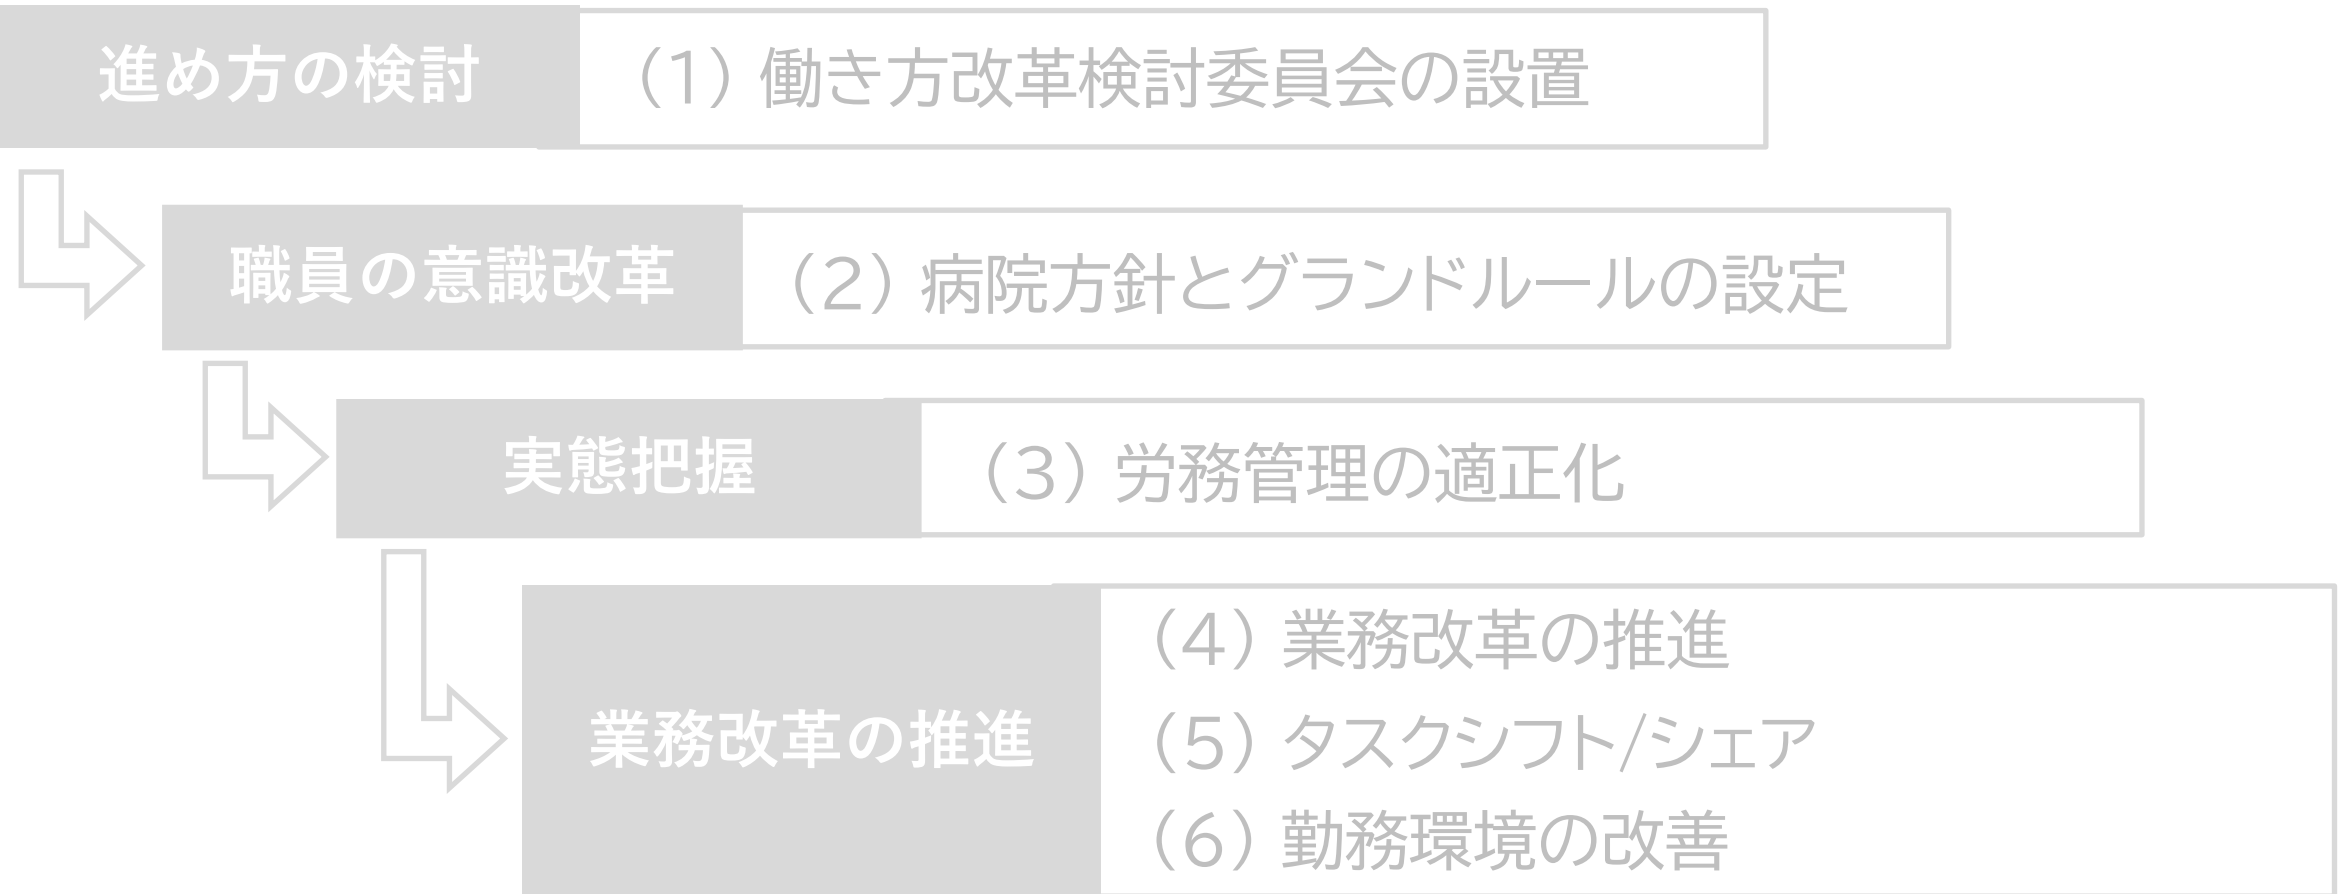 進め方の検討
（1）働き方改革検討委員会の設置
職員の意識改革
（2）病院方針とグランドルールの設定
実態把握
（3）労務管理の適正化
業務改革の推進
（4）業務改革の推進
（5）タスクシフト/シェア
（6）勤務環境の改善